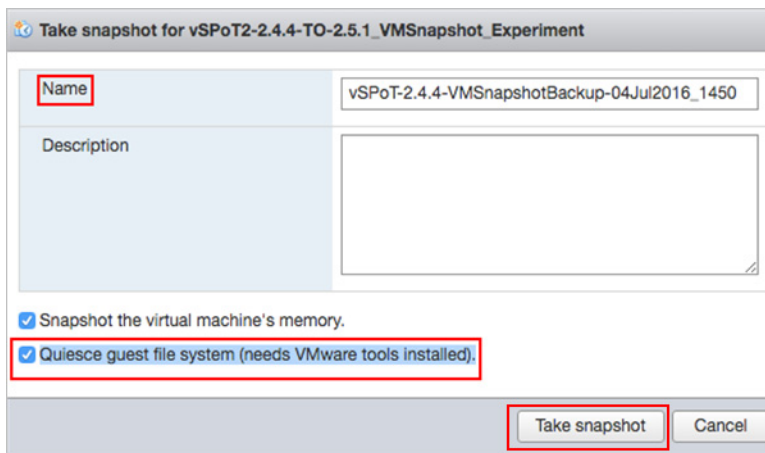 Take snapshot for vSPoT2-2.4.4-TO-2.5.1_VMSnapshot_Experiment
Name
vSPoT-2.4.4-VMSnapshotBackup-04Jul2016_1450
Description
Snapshot the virtual machine's memory.
Quiesce guest file system (needs VMware tools installed).
Take snapshot
Cancel